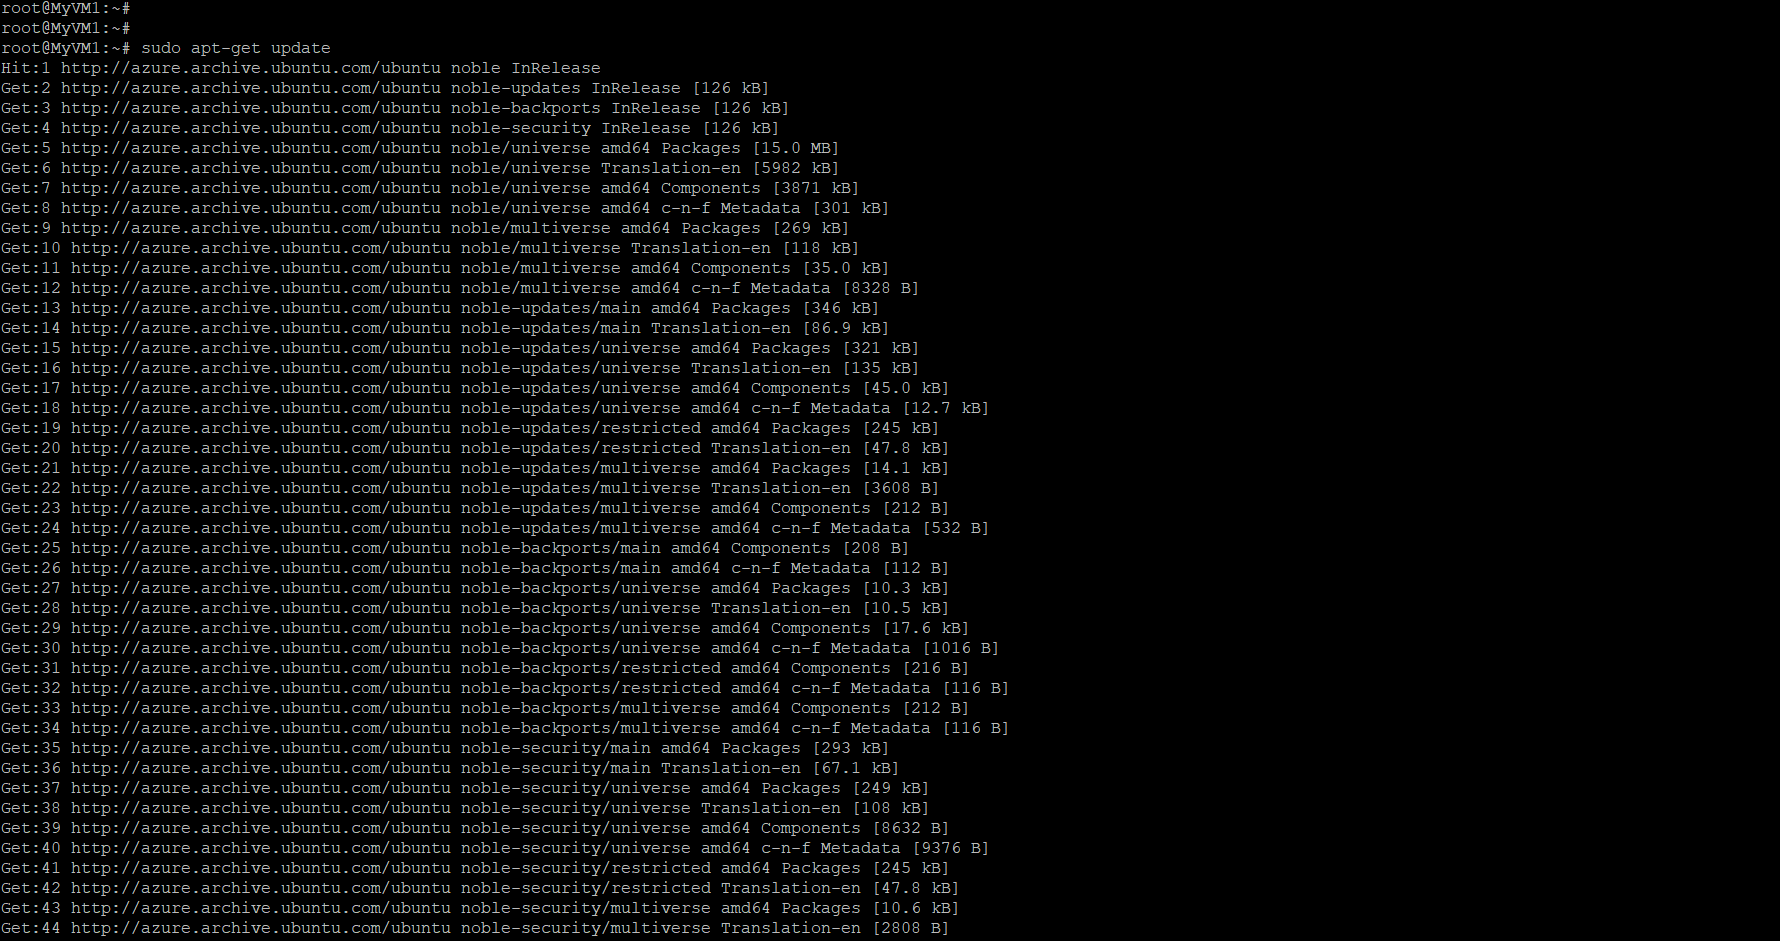 root@MyVM1:~#
root@MyVM1:~#
root@MyVM1:~# sudo apt-get update
Hit:1 http://azure.archive.ubuntu.com/ubuntu noble InRelease
Get:2 http://azure.archive.ubuntu.com/ubuntu noble-updates InRelease [126 kB]
Get:3 http://azure.archive.ubuntu.com/ubuntu noble-backports InRelease [126 kB]
Get:4 http://azure.archive.ubuntu.com/ubuntu noble-security InRelease [126 kB]
Get:5 http://azure.archive.ubuntu.com/ubuntu noble/universe amd64 Packages [15.0 MB]
Get:6 http://azure.archive.ubuntu.com/ubuntu noble/universe Translation-en [5982 kB]
Get:7 http://azure.archive.ubuntu.com/ubuntu noble/universe amd64 Components [3871 kB]
Get:8 http://azure.archive.ubuntu.com/ubuntu noble/universe amd64 c-n-f Metadata [301 kB]
Get:9 http://azure.archive.ubuntu.com/ubuntu noble/multiverse amd64 Packages [269 kB]
Get:10 http://azure.archive.ubuntu.com/ubuntu noble/multiverse Translation-en [118 kB]
Get:11 http://azure.archive.ubuntu.com/ubuntu noble/multiverse amd64 Components [35.0 kB]
Get:12 http://azure.archive.ubuntu.com/ubuntu noble/multiverse amd64 c-n-f Metadata [8328 B]
Get:13 http://azure.archive.ubuntu.com/ubuntu noble-updates/main amd64 Packages [346 kB]
Get:14 http://azure.archive.ubuntu.com/ubuntu noble-updates/main Translation-en [86.9 kB]
Get:15 http://azure.archive.ubuntu.com/ubuntu noble-updates/universe amd64 Packages [321 kB]
Get:16 http://azure.archive.ubuntu.com/ubuntu noble-updates/universe Translation-en [135 kB]
Get:17 http://azure.archive.ubuntu.com/ubuntu noble-updates/universe amd64 Components [45.0 kB]
Get:18 http://azure.archive.ubuntu.com/ubuntu noble-updates/universe amd64 c-n-f Metadata [12.7 kB]
Get:19 http://azure.archive.ubuntu.com/ubuntu noble-updates/restricted amd64 Packages [245 kB]
Get:20 http://azure.archive.ubuntu.com/ubuntu noble-updates/restricted Translation-en [47.8 kB]
Get:21 http://azure.archive.ubuntu.com/ubuntu noble-updates/multiverse amd64 Packages [14.1 kB]
Get:22 http://azure.archive.ubuntu.com/ubuntu noble-updates/multiverse Translation-en [3608 B]
Get:23 http://azure.archive.ubuntu.com/ubuntu noble-updates/multiverse amd64 Components [212 B]
Get:24 http://azure.archive.ubuntu.com/ubuntu noble-updates/multiverse amd64 c-n-f Metadata [532 B]
Get:25 http://azure.archive.ubuntu.com/ubuntu noble-backports/main amd64 Components [208 B]
Get:26 http://azure.archive.ubuntu.com/ubuntu noble-backports/main amd64 c-n-f Metadata [112 B]
Get:27 http://azure.archive.ubuntu.com/ubuntu noble-backports/universe amd64 Packages [10.3 kB]
Get:28 http://azure.archive.ubuntu.com/ubuntu noble-backports/universe Translation-en [10.5 kB]
Get:29 http://azure.archive.ubuntu.com/ubuntu noble-backports/universe amd64 Components [17.6 kB]
Get:30 http://azure.archive.ubuntu.com/ubuntu noble-backports/universe amd64 c-n-f Metadata [1016 B]
Get:31 http://azure.archive.ubuntu.com/ubuntu noble-backports/restricted amd64 Components [216 B]
Get:32 http://azure.archive.ubuntu.com/ubuntu noble-backports/restricted amd64 c-n-f Metadata [116 B]
Get:33 http://azure.archive.ubuntu.com/ubuntu noble-backports/multiverse amd64 Components [212 B]
Get:34 http://azure.archive.ubuntu.com/ubuntu noble-backports/multiverse amd64 c-n-f Metadata [116 B]
Get:35 http://azure.archive.ubuntu.com/ubuntu noble-security/main amd64 Packages [293 kB]
Get:36 http://azure.archive.ubuntu.com/ubuntu noble-security/main Translation-en [67.1 kB]
Get:37 http://azure.archive.ubuntu.com/ubuntu noble-security/universe amd64 Packages [249 kB]
Get:38 http://azure.archive.ubuntu.com/ubuntu noble-security/universe Translation-en [108 kB]
Get:39 http://azure.archive.ubuntu.com/ubuntu noble-security/universe amd64 Components [8632 B]
Get:40 http://azure.archive.ubuntu.com/ubuntu noble-security/universe amd64 c-n-f Metadata [9376 B]
Get:41 http://azure.archive.ubuntu.com/ubuntu noble-security/restricted amd64 Packages [245 kB]
Get:42 http://azure.archive.ubuntu.com/ubuntu noble-security/restricted Translation-en [47.8 kB]
Get:43 http://azure.archive.ubuntu.com/ubuntu noble-security/multiverse amd64 Packages [10.6 kB]
Get:44 http://azure.archive.ubuntu.com/ubuntu noble-security/multiverse Translation-en [2808 B]